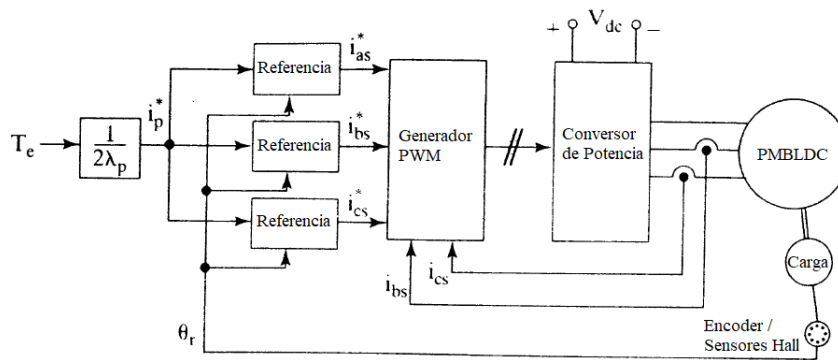 + V_dc −
Referencia
i*_as
i*_p
T_e
1
2λ_p
Referencia
i*_bs
Generador
PWM
Conversor
de Potencia
PMBLDC
Referencia
i*_cs
i_cs
i_bs
Carga
θ_r
Encoder /
Sensores Hall